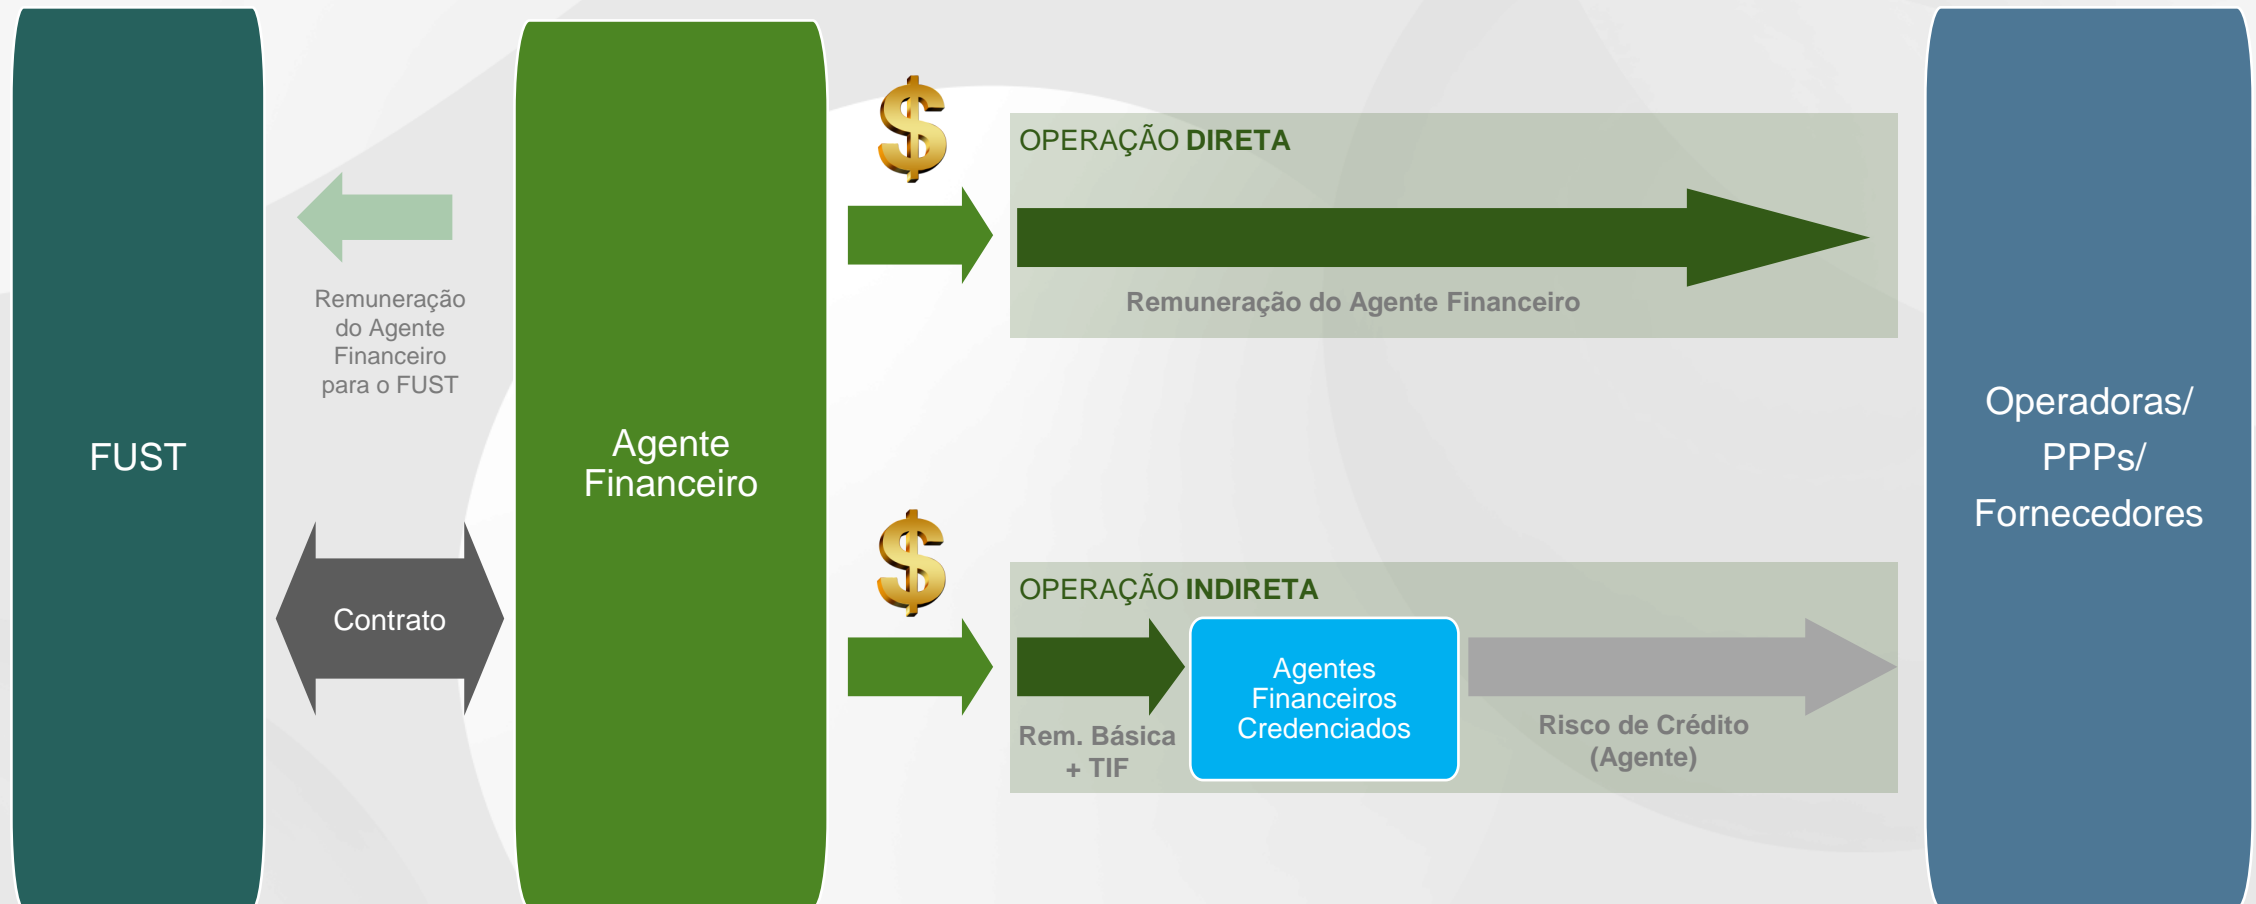 FUST
Remuneração
do Agente
Financeiro
para o FUST
Contrato
Agente
Financeiro
$
OPERAÇÃO DIRETA
Remuneração do Agente Financeiro
$
OPERAÇÃO INDIRETA
Rem. Básica
+ TIF
Agentes
Financeiros
Credenciados
Risco de Crédito
(Agente)
Operadoras/
PPPs/
Fornecedores